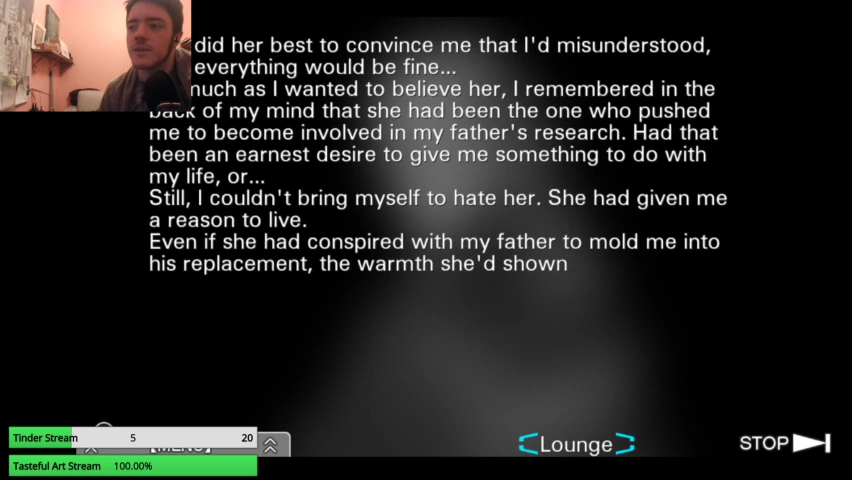 did her best to convince me that I'd misunderstood,
everything would be fine...
much as I wanted to believe her, I remembered in the
back of my mind that she had been the one who pushed
me to become involved in my father's research. Had that
been an earnest desire to give me something to do with
my life, or...
Still, I couldn't bring myself to hate her. She had given me
a reason to live.
Even if she had conspired with my father to mold me into
his replacement, the warmth she'd shown
Tinder Stream 5 20
[MENU]
Lounge
STOP
Tasteful Art Stream 100.00%